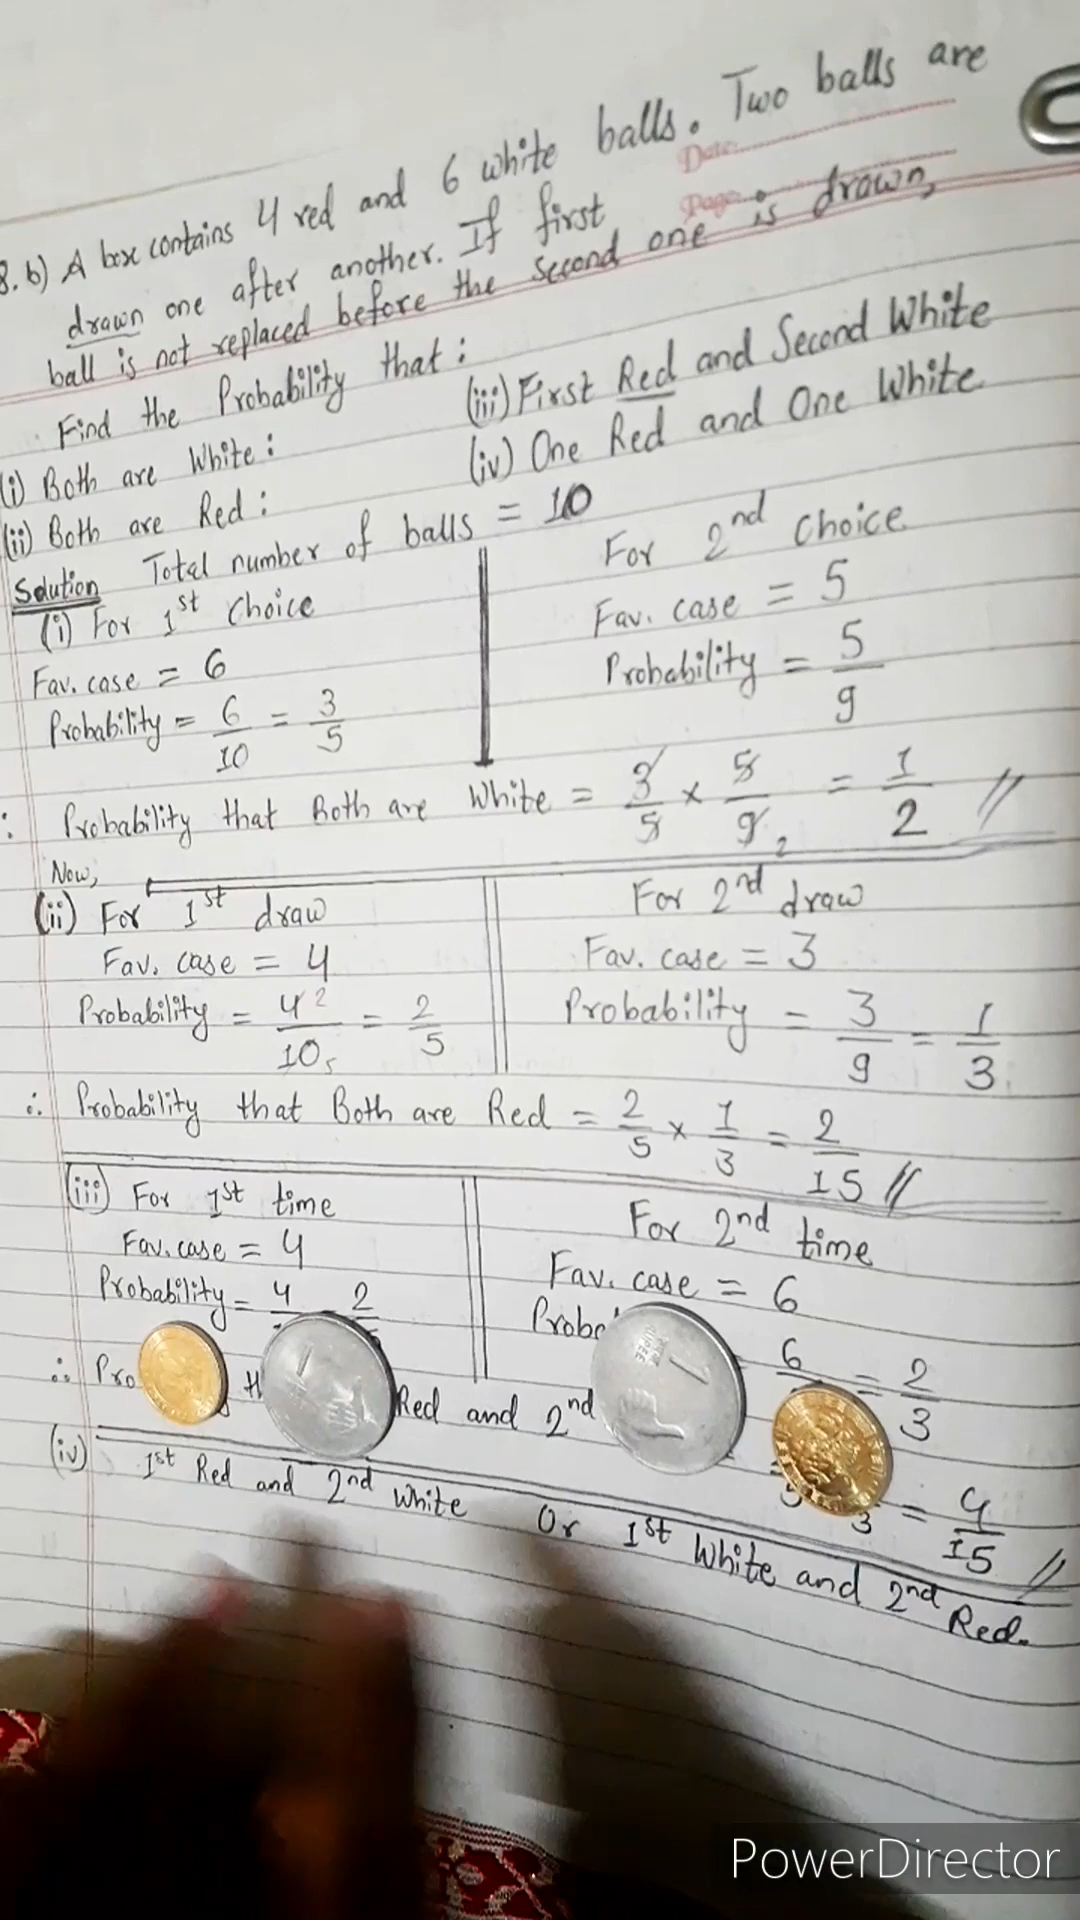 8.b) A box contains 4 red and 6 white balls. Two balls are
Date:
Page:
drawn one after another. If first
ball is not replaced before the second one is drawn,
Find the Probability that:
(i) Both are White:
(iii) First Red and Second White
(ii) Both are Red:
(iv) One Red and One White
Solution Total number of balls = 10
(i) For 1st Choice
Fav. case = 6
Probability = 6/10 = 3/5
For 2nd Choice
Fav. case = 5
Probability = 5/9
∴ Probability that Both are White = 3/5 × 5/9 2 = 1/2 //
Now,
(ii) For 1st draw
Fav. case = 4
Probability = 4 2/10 5 = 2/5
For 2nd draw
Fav. case = 3
Probability = 3/9 = 1/3
∴ Probability that Both are Red = 2/5 × 1/3 = 2/15 //
(iii) For 1st time
Fav. case = 4
Probability = 4 2
For 2nd time
Fav. case = 6
6 = 2/3
∴ Red and 2nd
3 = 4/15 //
(iv) 1st Red and 2nd White Or 1st White and 2nd Red.
PowerDirector